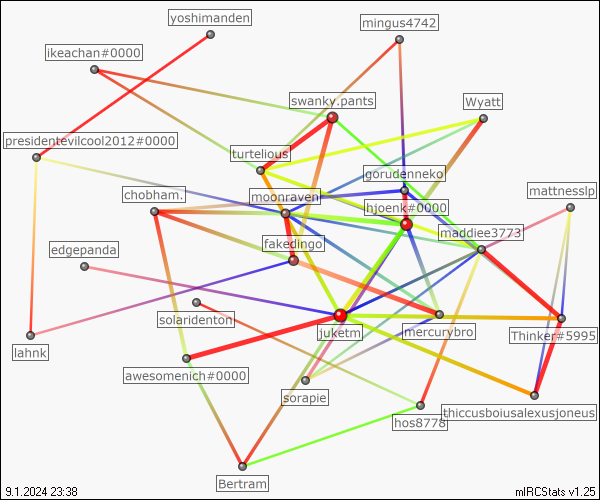 yoshimanden
mingus4742
ikeachan#0000
swanky.pants
Wyatt
presidentevilcool2012#0000
turtelious
gordenneko
mattnesslp
chobham.
moonraven
hjoenk#0000
maddiee3773
edgepanda
fakedingo
solaridenton
juketm
mercurybro
Thinker#5995
lahnk
awesomenich#0000
sorapie
thiccusboiusalexusjoneus
hos8778
Bertram
9.1.2024 23:38
mIRCStats v1.25